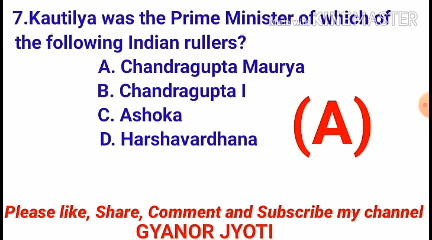 7.Kautilya was the Prime Minister of which of
the following Indian rullers?
A. Chandragupta Maurya
B. Chandragupta I
C. Ashoka
D. Harshavardhana
(A)
Please like, Share, Comment and Subscribe my channel
GYANOR JYOTI